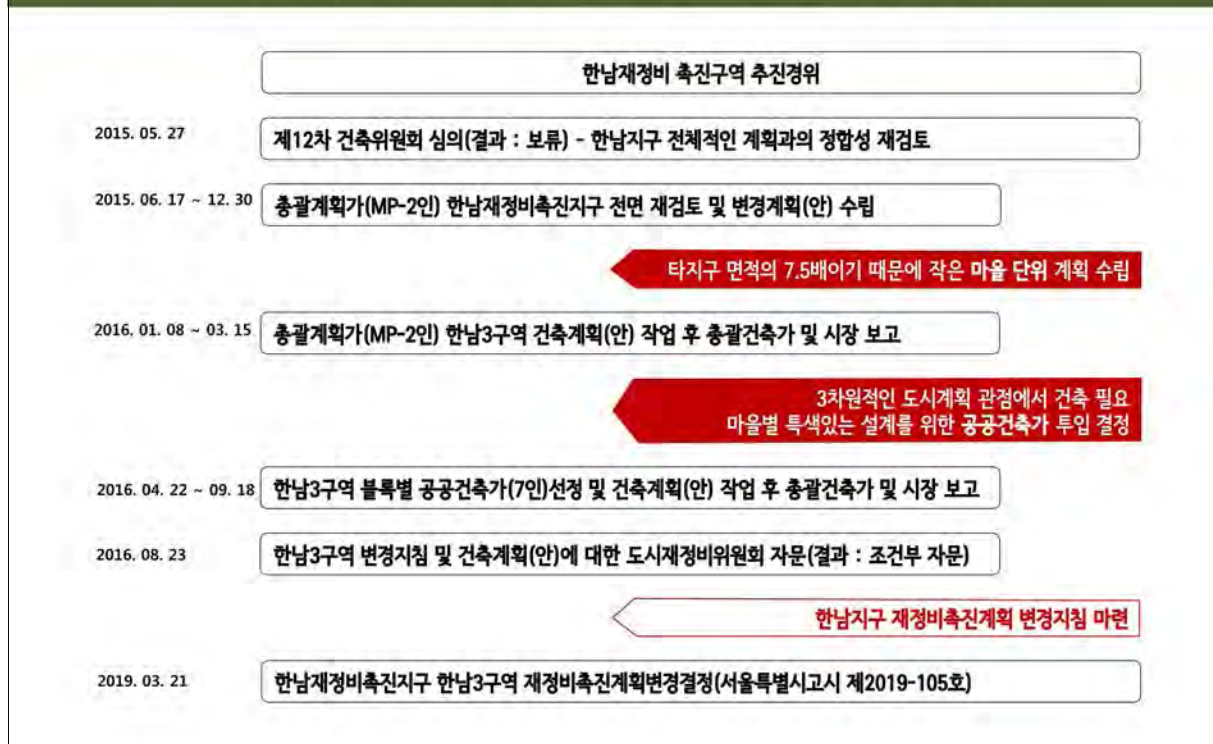 한남재정비 촉진구역 추진경위
2015. 05. 27
제12차 건축위원회 심의(결과 : 보류) - 한남지구 전체적인 계획과의 정합성 재검토
2015. 06. 17 ~ 12. 30
총괄계획가(MP-2인) 한남재정비촉진지구 전면 재검토 및 변경계획(안) 수립
타지구 면적의 7.5배이기 때문에 작은 마을 단위 계획 수립
2016. 01. 08 ~ 03. 15
총괄계획가(MP-2인) 한남3구역 건축계획(안) 작업 후 총괄건축가 및 시장 보고
3차원적인 도시계획 관점에서 건축 필요
마을별 특색있는 설계를 위한 공공건축가 투입 결정
2016. 04. 22 ~ 09. 18
한남3구역 블록별 공공건축가(7인)선정 및 건축계획(안) 작업 후 총괄건축가 및 시장 보고
2016. 08. 23
한남3구역 변경지침 및 건축계획(안)에 대한 도시재정비위원회 자문(결과 : 조건부 자문)
한남지구 재정비촉진계획 변경지침 마련
2019. 03. 21
한남재정비촉진지구 한남3구역 재정비촉진계획변경결정(서울특별시고시 제2019-105호)